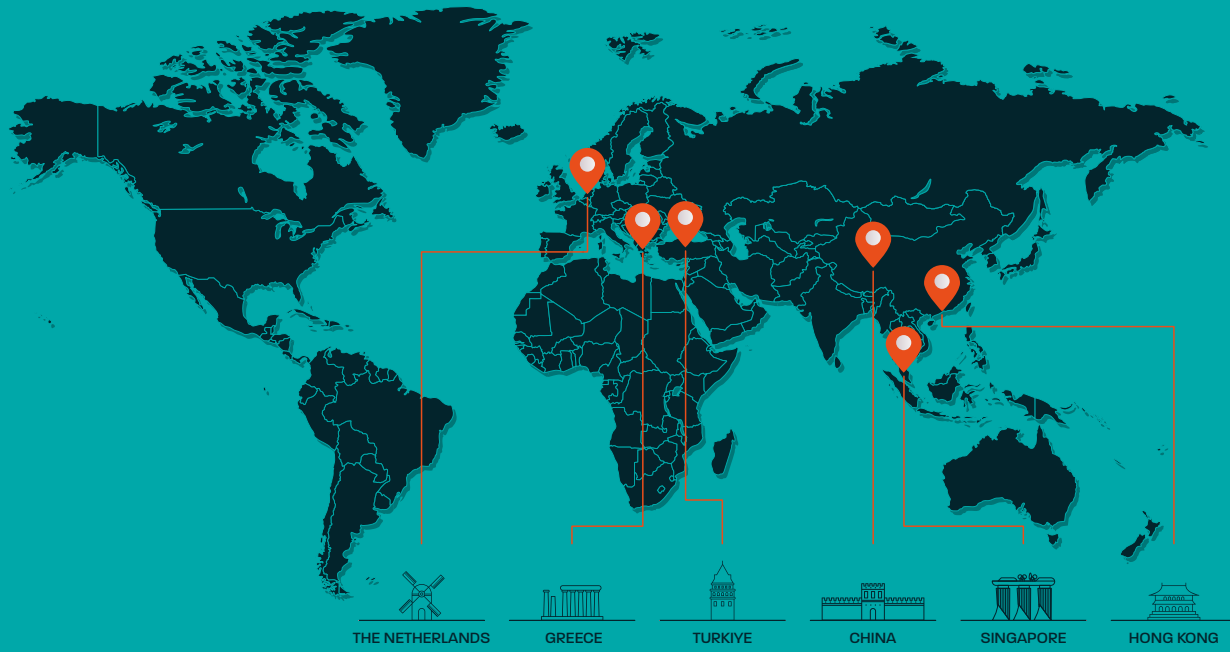 THE NETHERLANDS
GREECE
TURKIYE
CHINA
SINGAPORE
HONG KONG